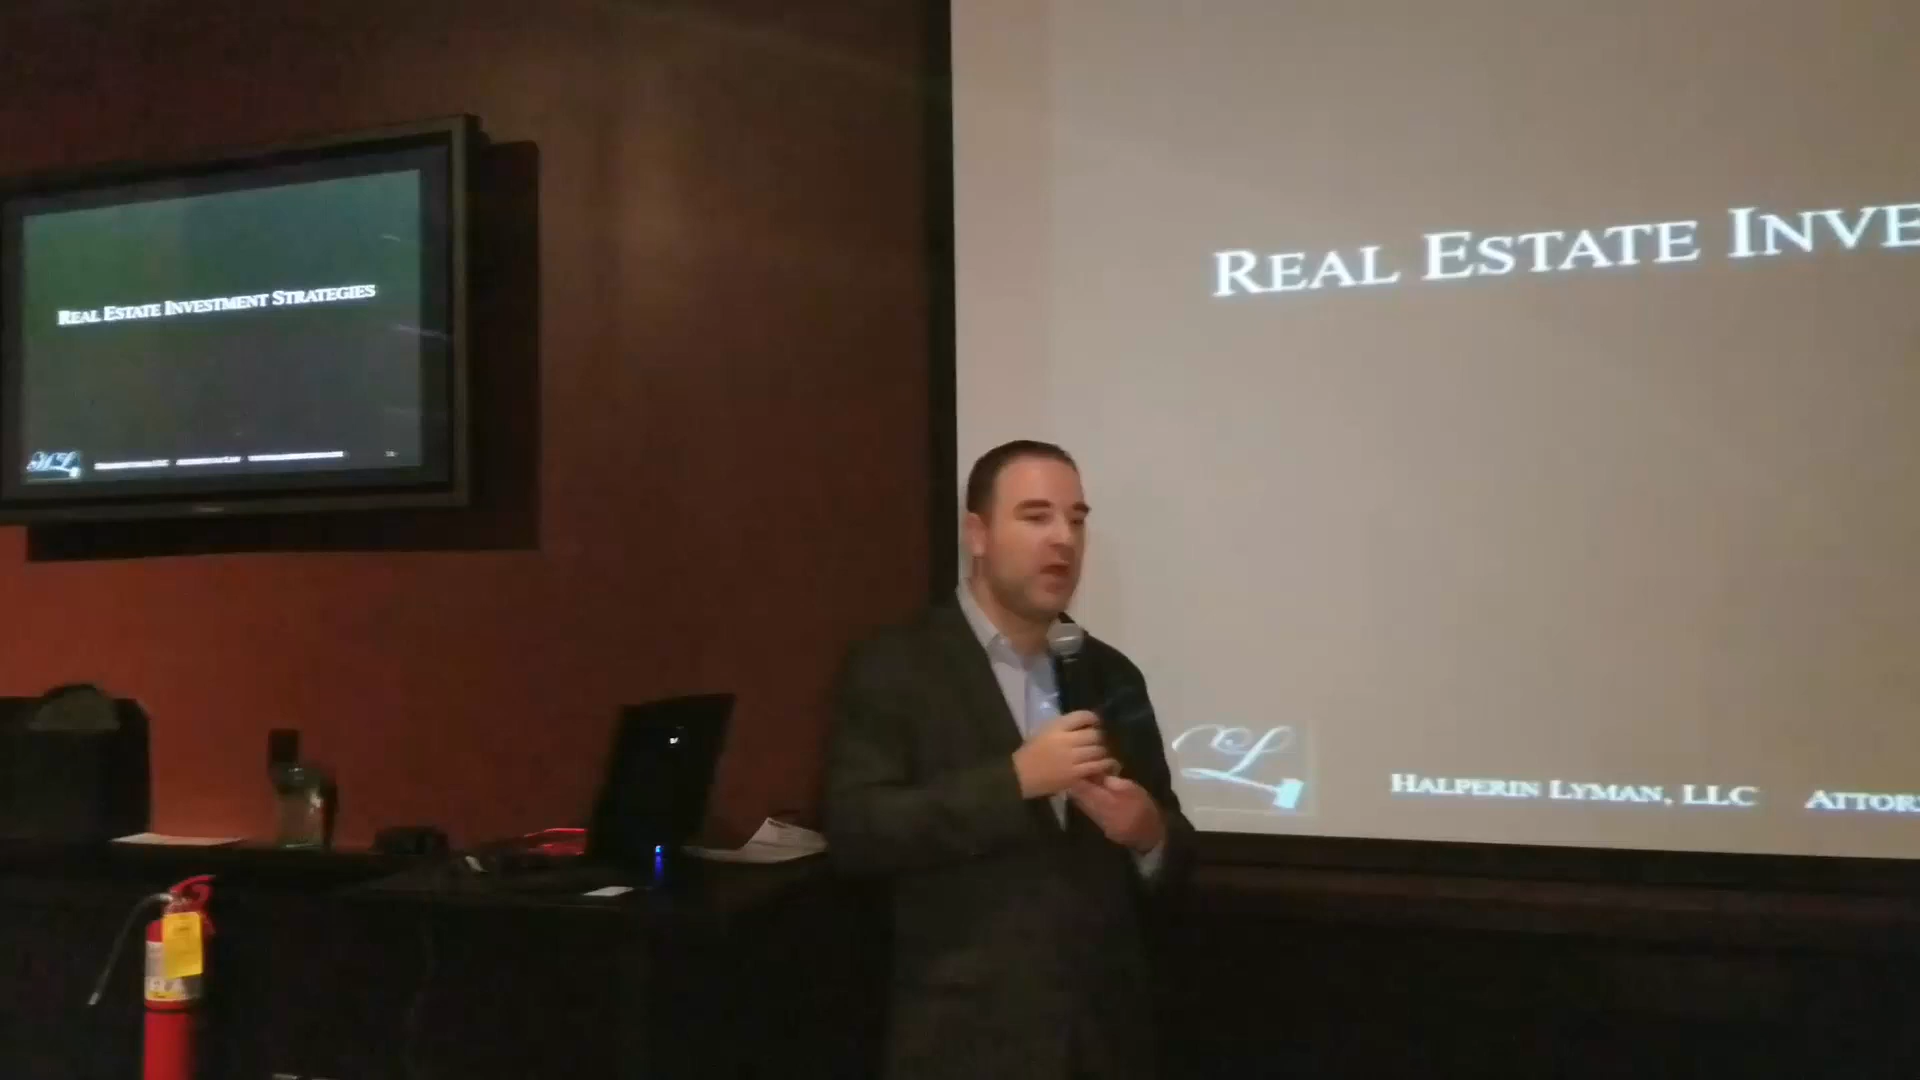 REAL ESTATE INVESTMENT STRATEGIES
REAL ESTATE INVE
L
HALPERIN LYMAN, LLC ATTOR